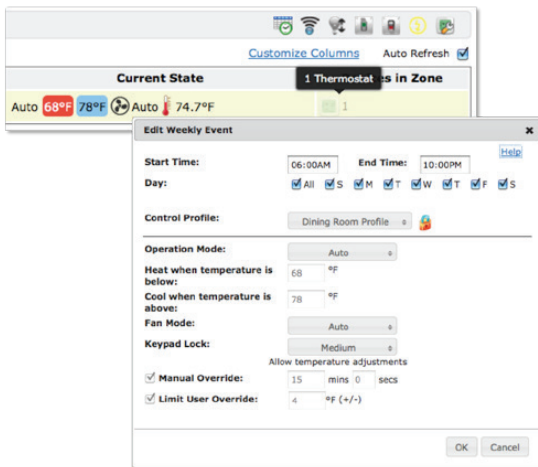 Customize Columns Auto Refresh
Current State es in Zone
1 Thermostat
Auto 68°F 78°F Auto 74.7°F 1
Edit Weekly Event x
Help
Start Time: 06:00AM End Time: 10:00PM
Day: All S M T W T F S
Control Profile: Dining Room Profile
Operation Mode: Auto
Heat when temperature is below: 68 °F
Cool when temperature is above: 78 °F
Fan Mode: Auto
Keypad Lock: Medium
Allow temperature adjustments
Manual Override: 15 mins 0 secs
Limit User Override: 4 °F (+/-)
OK Cancel